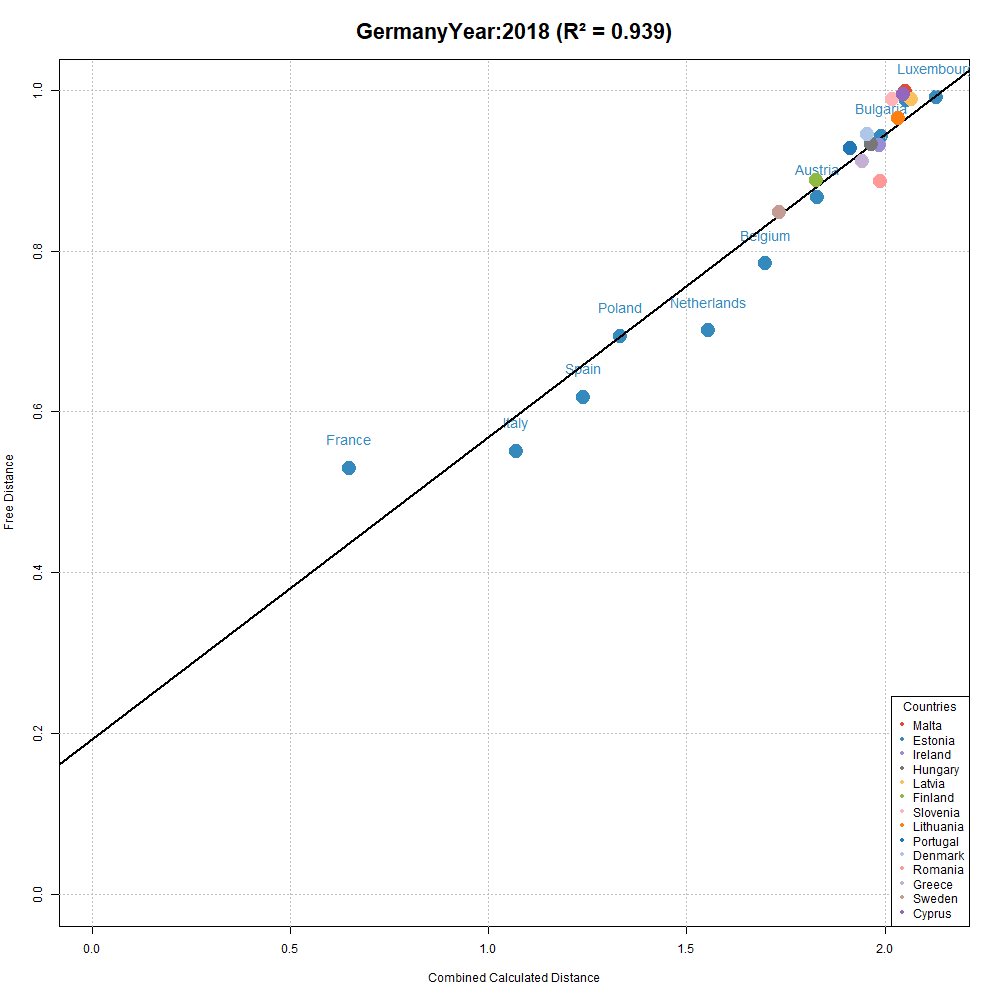 GermanyYear:2018 (R² = 0.939)
Luxembour
Bulgaria
Austria
Belgium
Netherlands
Poland
Spain
Italy
France
Free Distance
1.0
0.8
0.6
0.4
0.2
0.0
Countries
Malta
Estonia
Ireland
Hungary
Latvia
Finland
Slovenia
Lithuania
Portugal
Denmark
Romania
Greece
Sweden
Cyprus
0.0 0.5 1.0 1.5 2.0
Combined Calculated Distance